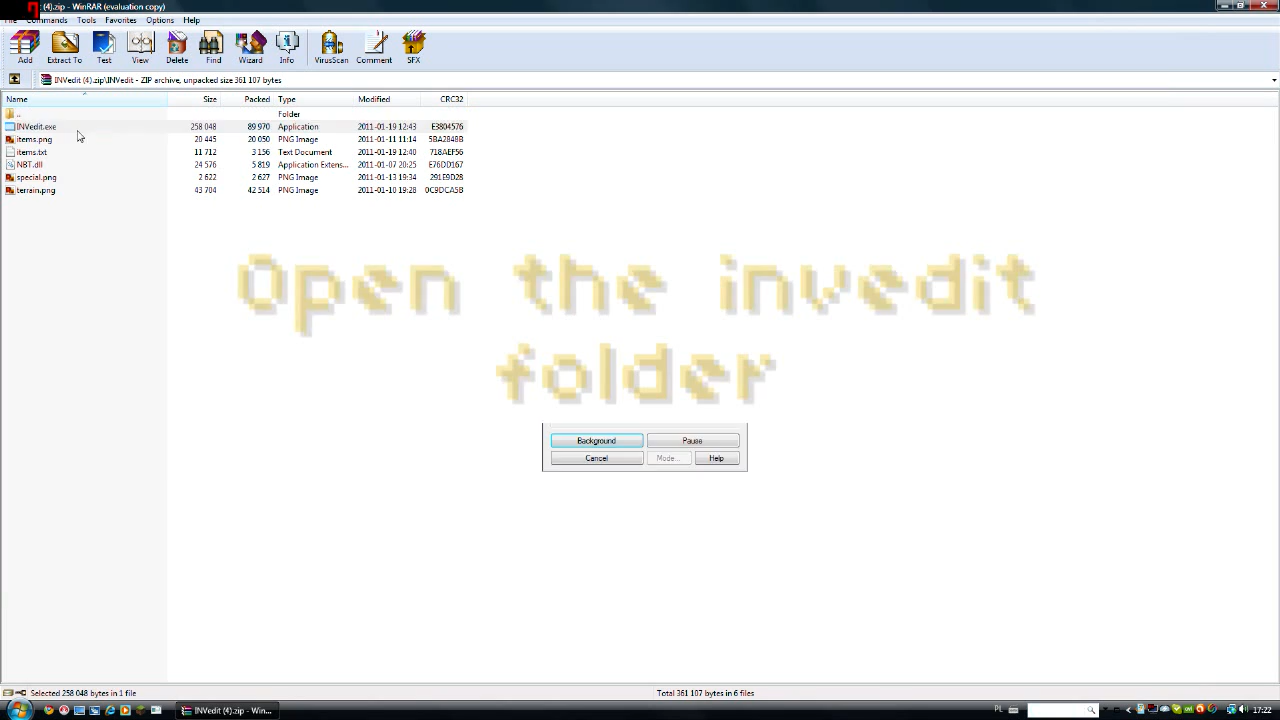 (4).zip - WinRAR (evaluation copy)
File Commands Tools Favorites Options Help
Add Extract To Test View Delete Find Wizard Info VirusScan Comment SFX
INVedit (4).zip\INVedit - ZIP archive, unpacked size 361 107 bytes
Name Size Packed Type Modified CRC32
.. Folder
INVedit.exe 258 048 89 970 Application 2011-01-19 12:43 E3804576
items.png 20 445 20 050 PNG Image 2011-01-11 11:14 5BA2848B
items.txt 11 712 3 156 Text Document 2011-01-19 12:40 718AEF56
NBT.dll 24 576 5 819 Application Extens... 2011-01-07 20:25 E76DD167
special.png 2 622 2 627 PNG Image 2011-01-13 19:34 291E9D28
terrain.png 43 704 42 514 PNG Image 2011-01-10 19:28 0C9DCA5B
Open the invedit
folder
Background Pause
Cancel Mode... Help
Selected 258 048 bytes in 1 file Total 361 107 bytes in 6 files
INVedit (4).zip - Win... PL 17:22